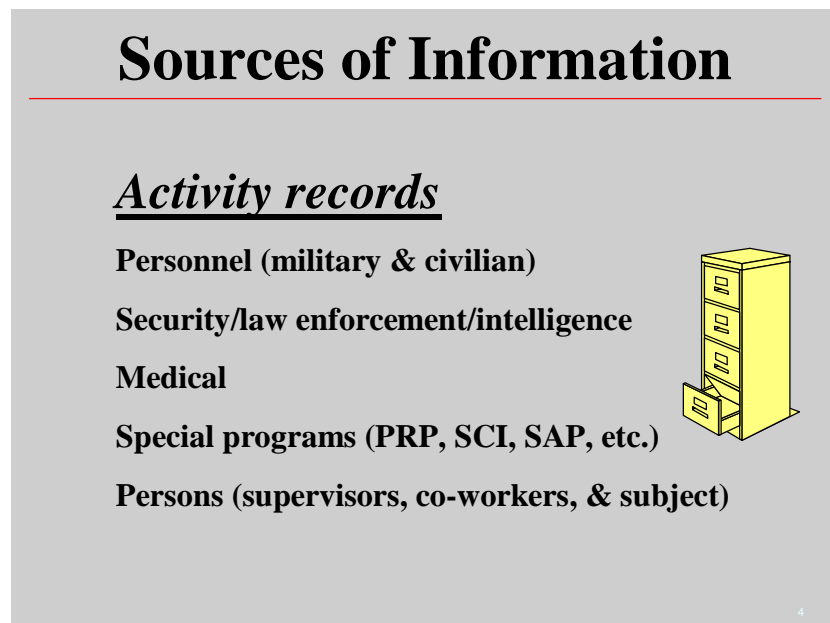 Sources of Information
Activity records
Personnel (military & civilian)
Security/law enforcement/intelligence
Medical
Special programs (PRP, SCI, SAP, etc.)
Persons (supervisors, co-workers, & subject)
4